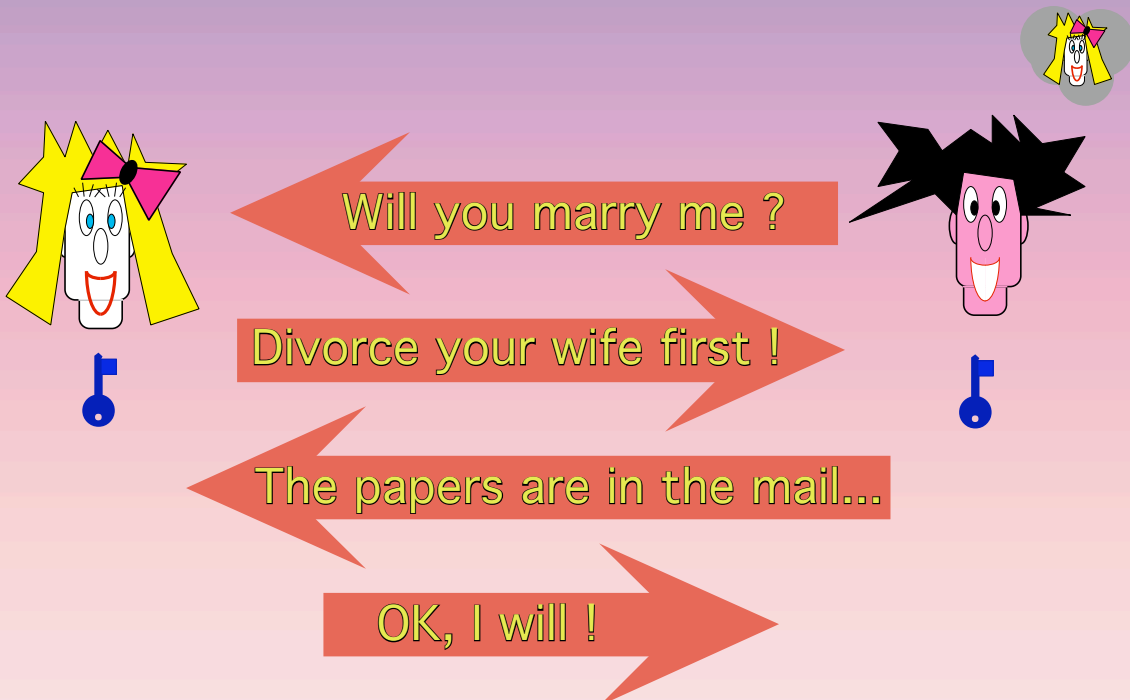 Will you marry me ?
Divorce your wife first !
The papers are in the mail...
OK, I will !